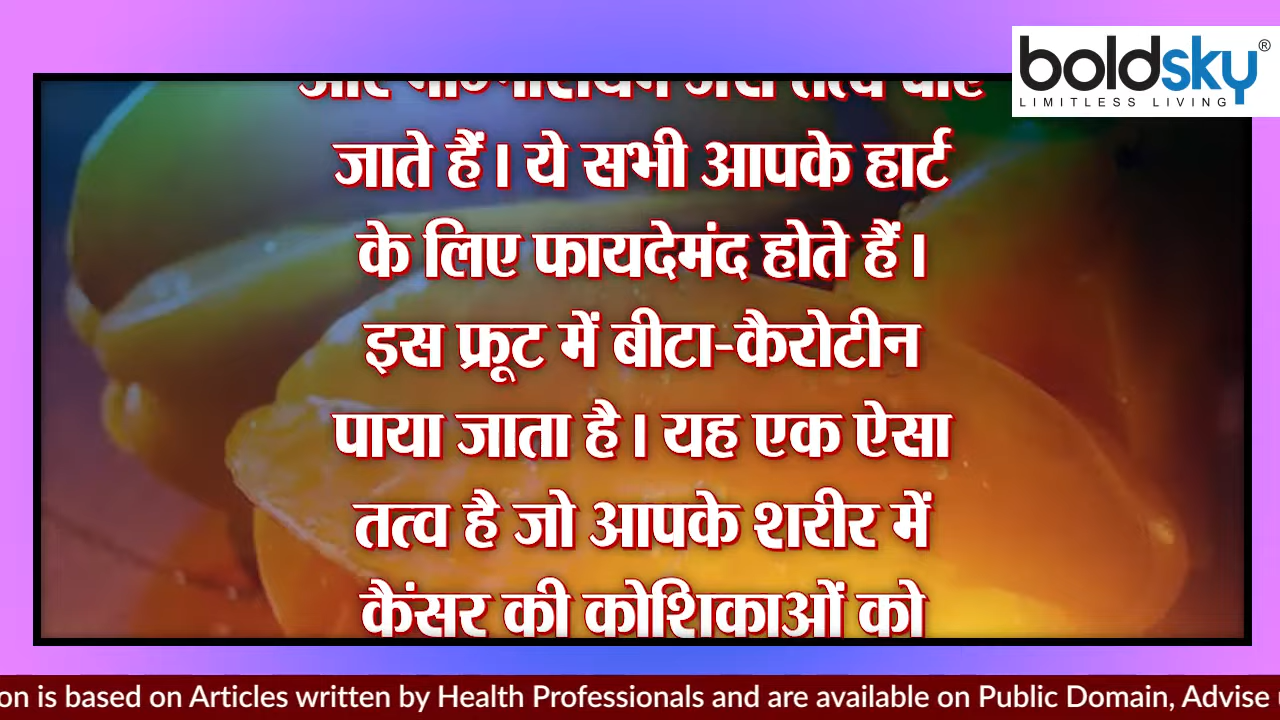 boldsky®
LIMITLESS LIVING
जाते हैं। ये सभी आपके हार्ट
के लिए फायदेमंद होते हैं।
इस फ्रूट में बीटा-कैरोटीन
पाया जाता है। यह एक ऐसा
तत्व है जो आपके शरीर में
कैंसर की कोशिकाओं को
on is based on Articles written by Health Professionals and are available on Public Domain, Advise